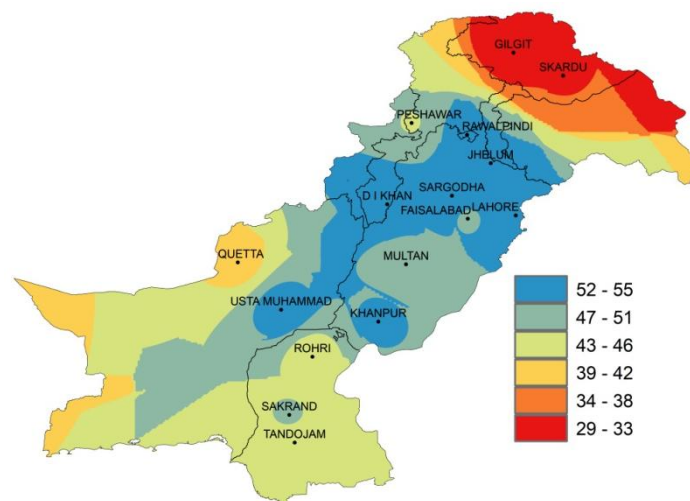 GILGIT
SKARDU
PESHAWAR
RAWALPINDI
JHELUM
SARGODHA
D I KHAN
FAISALABAD
LAHORE
QUETTA
MULTAN
USTA MUHAMMAD
KHANPUR
ROHRI
SAKRAND
TANDOJAM
52 - 55
47 - 51
43 - 46
39 - 42
34 - 38
29 - 33